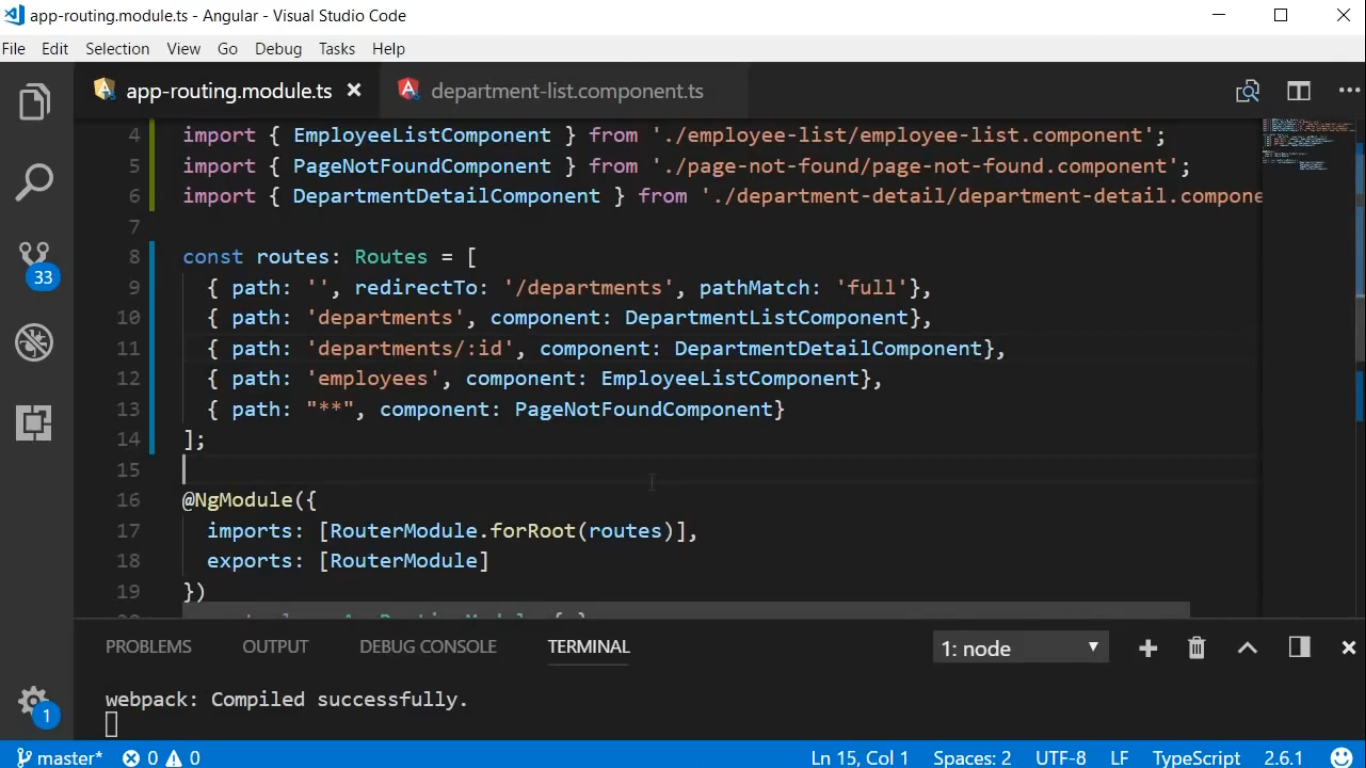 app-routing.module.ts - Angular - Visual Studio Code
File Edit Selection View Go Debug Tasks Help
app-routing.module.ts department-list.component.ts
4 import { EmployeeListComponent } from './employee-list/employee-list.component';
5 import { PageNotFoundComponent } from './page-not-found/page-not-found.component';
6 import { DepartmentDetailComponent } from './department-detail/department-detail.compone
7
8 const routes: Routes = [
9 { path: '', redirectTo: '/departments', pathMatch: 'full'},
10 { path: 'departments', component: DepartmentListComponent},
11 { path: 'departments/:id', component: DepartmentDetailComponent},
12 { path: 'employees', component: EmployeeListComponent},
13 { path: "**", component: PageNotFoundComponent}
14 ];
15
16 @NgModule({
17 imports: [RouterModule.forRoot(routes)],
18 exports: [RouterModule]
19 })
33
PROBLEMS OUTPUT DEBUG CONSOLE TERMINAL 1: node
webpack: Compiled successfully.
1
master* 0 0 Ln 15, Col 1 Spaces: 2 UTF-8 LF TypeScript 2.6.1